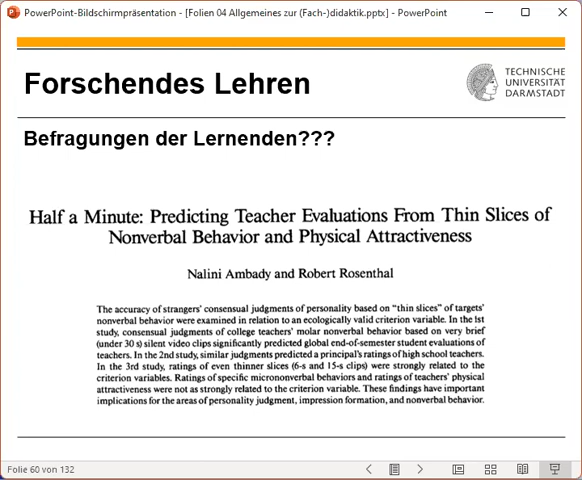 PowerPoint-Bildschirmpräsentation - [Folien 04 Allgemeines zur (Fach-)didaktik.pptx] - PowerPoint
Forschendes Lehren
TECHNISCHE
UNIVERSITÄT
DARMSTADT
Befragungen der Lernenden???
Half a Minute: Predicting Teacher Evaluations From Thin Slices of
Nonverbal Behavior and Physical Attractiveness
Nalini Ambady and Robert Rosenthal
The accuracy of strangers' consensual judgments of personality based on "thin slices" of targets'
nonverbal behavior were examined in relation to an ecologically valid criterion variable. In the 1st
study, consensual judgments of college teachers' molar nonverbal behavior based on very brief
(under 30 s) silent video clips significantly predicted global end-of-semester student evaluations of
teachers. In the 2nd study, similar judgments predicted a principal's ratings of high school teachers.
In the 3rd study, ratings of even thinner slices (6-s and 15-s clips) were strongly related to the
criterion variables. Ratings of specific micrononverbal behaviors and ratings of teachers' physical
attractiveness were not as strongly related to the criterion variable. These findings have important
implications for the areas of personality judgment, impression formation, and nonverbal behavior.
Folie 60 von 132